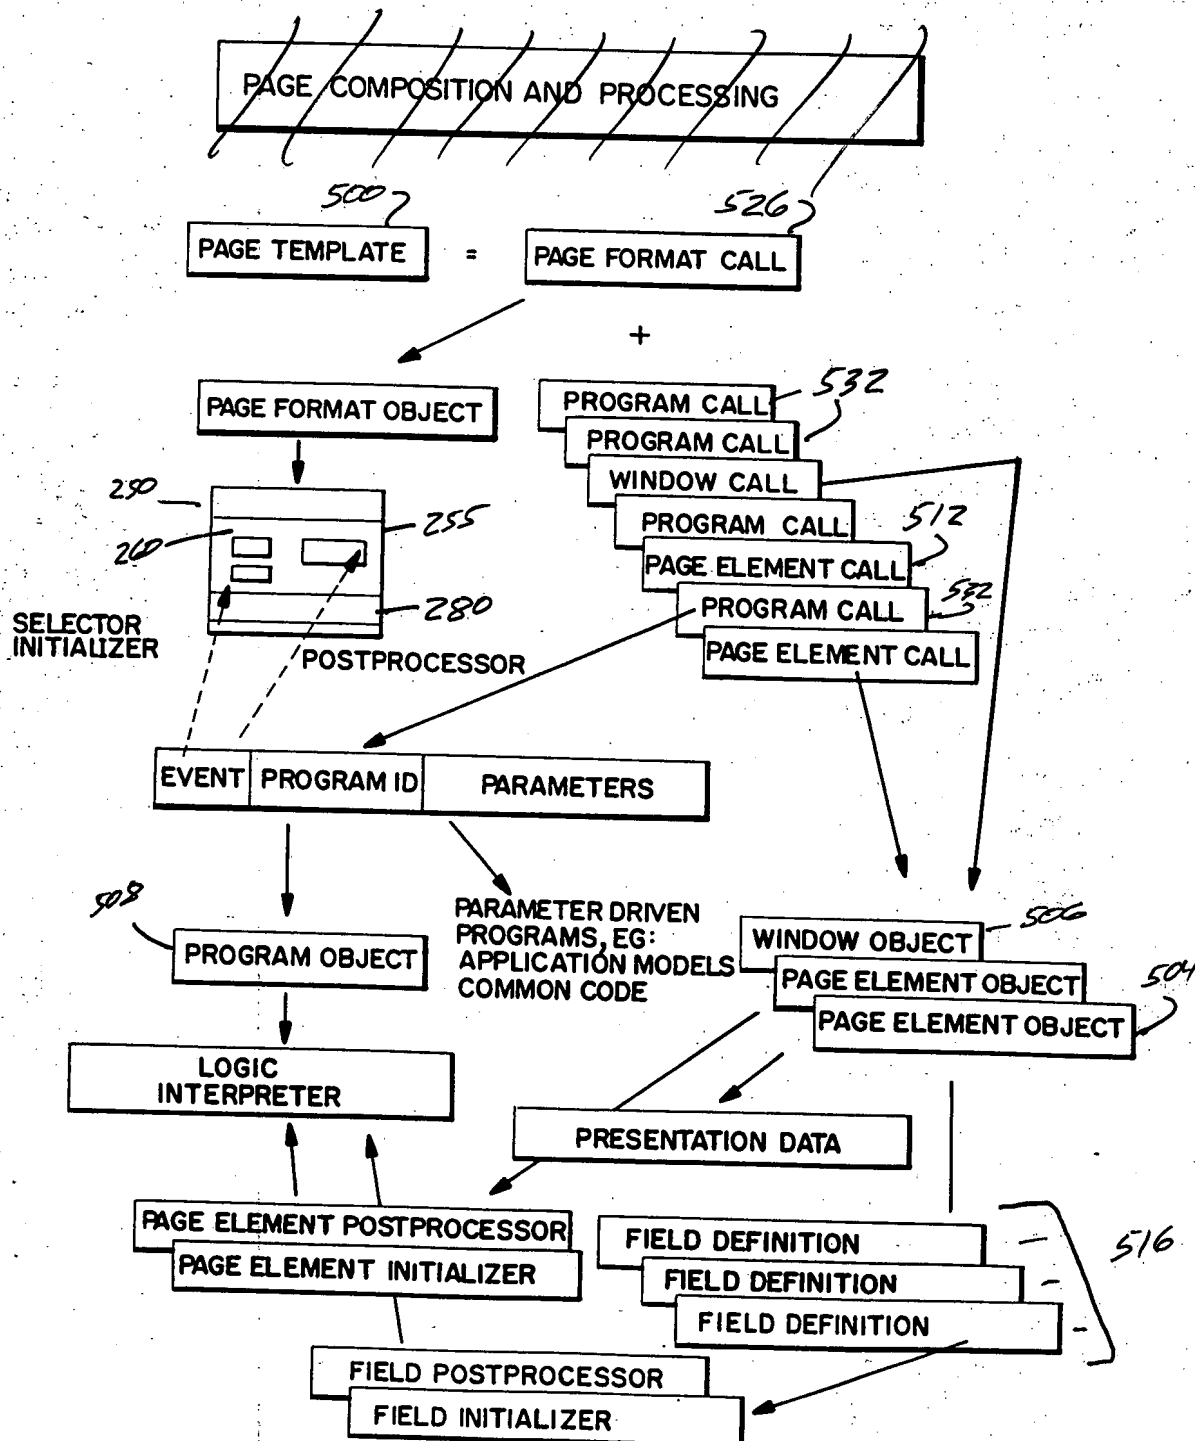 PAGE COMPOSITION AND PROCESSING
500
526
PAGE TEMPLATE = PAGE FORMAT CALL
+
PAGE FORMAT OBJECT
PROGRAM CALL
532
PROGRAM CALL
WINDOW CALL
PROGRAM CALL
512
PAGE ELEMENT CALL
PROGRAM CALL
532
PAGE ELEMENT CALL
250
255
260
280
SELECTOR
INITIALIZER
POSTPROCESSOR
EVENT PROGRAM ID PARAMETERS
508
PROGRAM OBJECT
PARAMETER DRIVEN
PROGRAMS, EG:
APPLICATION MODELS
COMMON CODE
WINDOW OBJECT
506
PAGE ELEMENT OBJECT
504
PAGE ELEMENT OBJECT
LOGIC
INTERPRETER
PRESENTATION DATA
PAGE ELEMENT POSTPROCESSOR
PAGE ELEMENT INITIALIZER
FIELD DEFINITION
FIELD DEFINITION
FIELD DEFINITION
516
FIELD POSTPROCESSOR
FIELD INITIALIZER